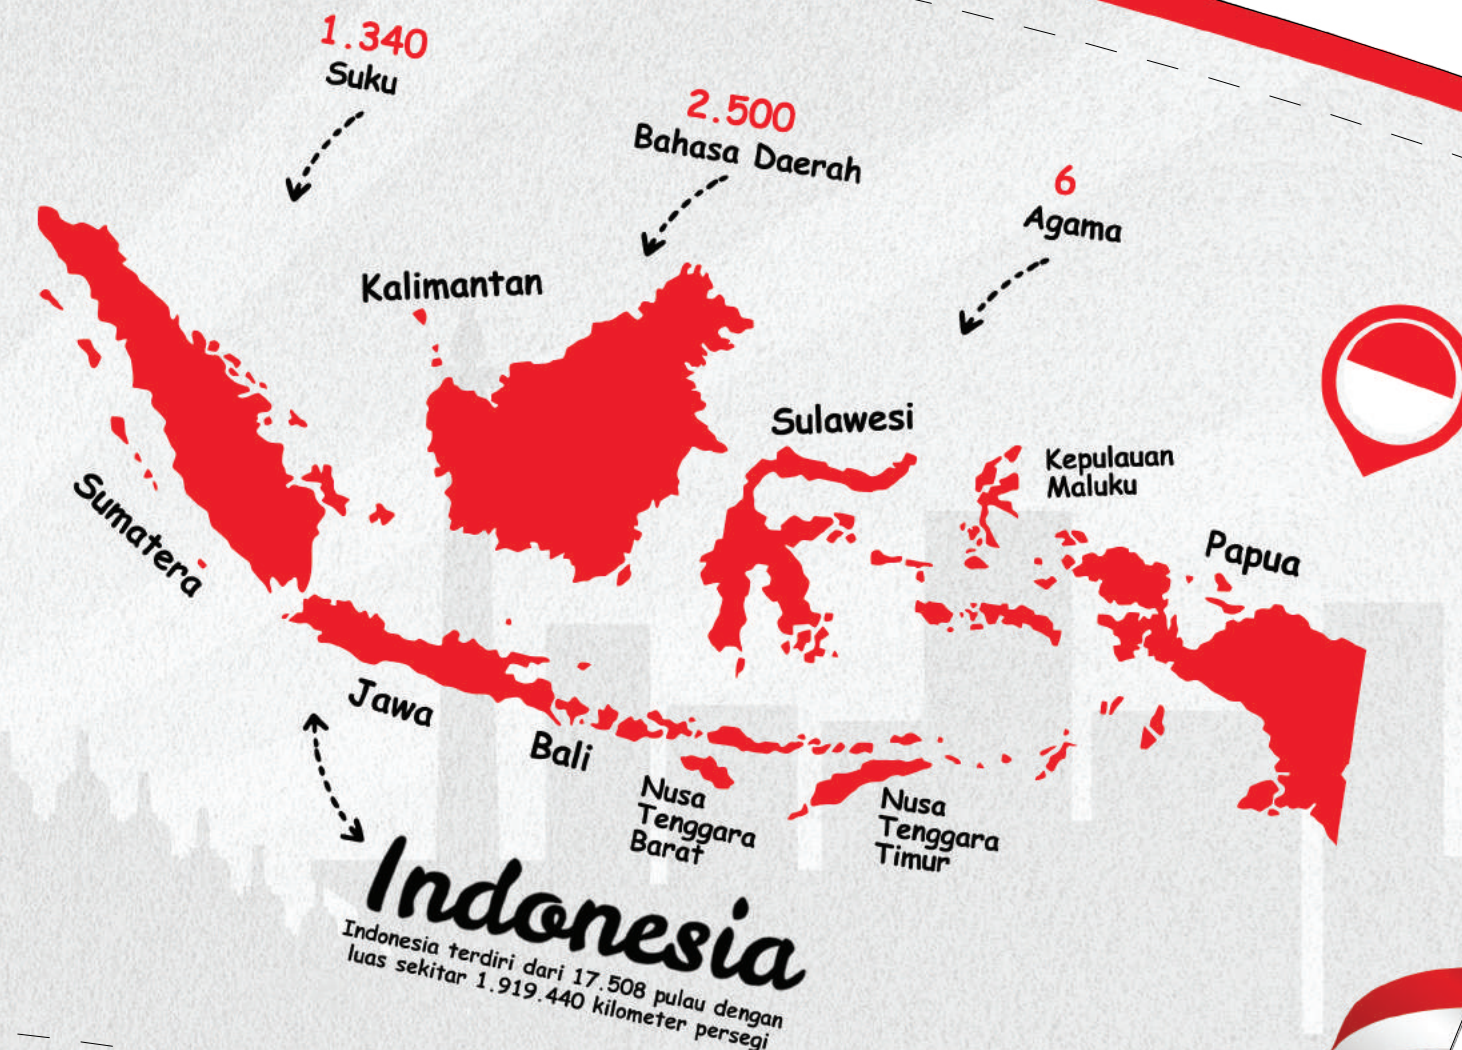 1.340
Suku
2.500
Bahasa Daerah
6
Agama
Kalimantan
Sulawesi
Kepulauan
Maluku
Papua
Sumatera
Jawa
Bali
Nusa
Tenggara
Barat
Nusa
Tenggara
Timur
Indonesia
Indonesia terdiri dari 17.508 pulau dengan
luas sekitar 1.919.440 kilometer persegi